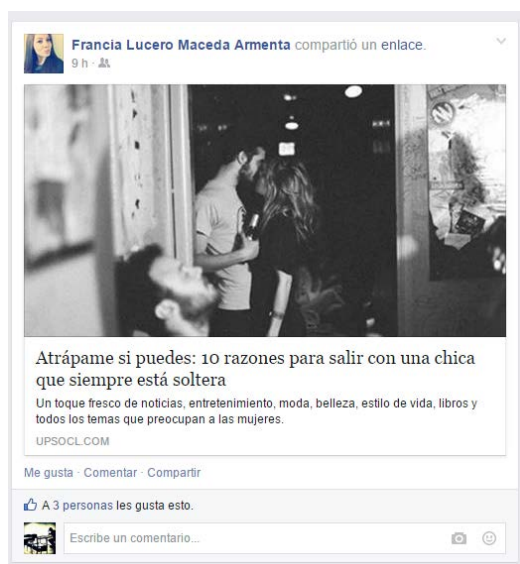 Francia Lucero Maceda Armenta compartió un enlace.
9 h ·
Atrápame si puedes: 10 razones para salir con una chica
que siempre está soltera
Un toque fresco de noticias, entretenimiento, moda, belleza, estilo de vida, libros y
todos los temas que preocupan a las mujeres.
UPSOCL.COM
Me gusta · Comentar · Compartir
A 3 personas les gusta esto.
Escribe un comentario...